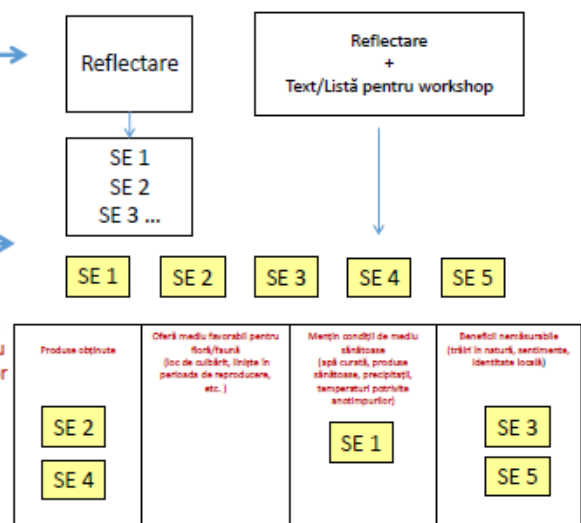 Reflectare
Reflectare
+
Text/Listă pentru workshop
SE 1
SE 2
SE 3 ...
SE 1
SE 2
SE 3
SE 4
SE 5
u
or
Produse obținute
Oferă mediu favorabil pentru
floră/faună
(loc de cuibărit, liniște în
perioada de reproducere,
etc. )
Mențin condiții de mediu
sănătoase
(apă curată, produse
sănătoase, precipitații,
temperaturi potrivite
anotimpurilor)
Beneficii nemăsurabile
(trăiri în natură, sentimente,
identitate locală)
SE 2
SE 4
SE 1
SE 3
SE 5